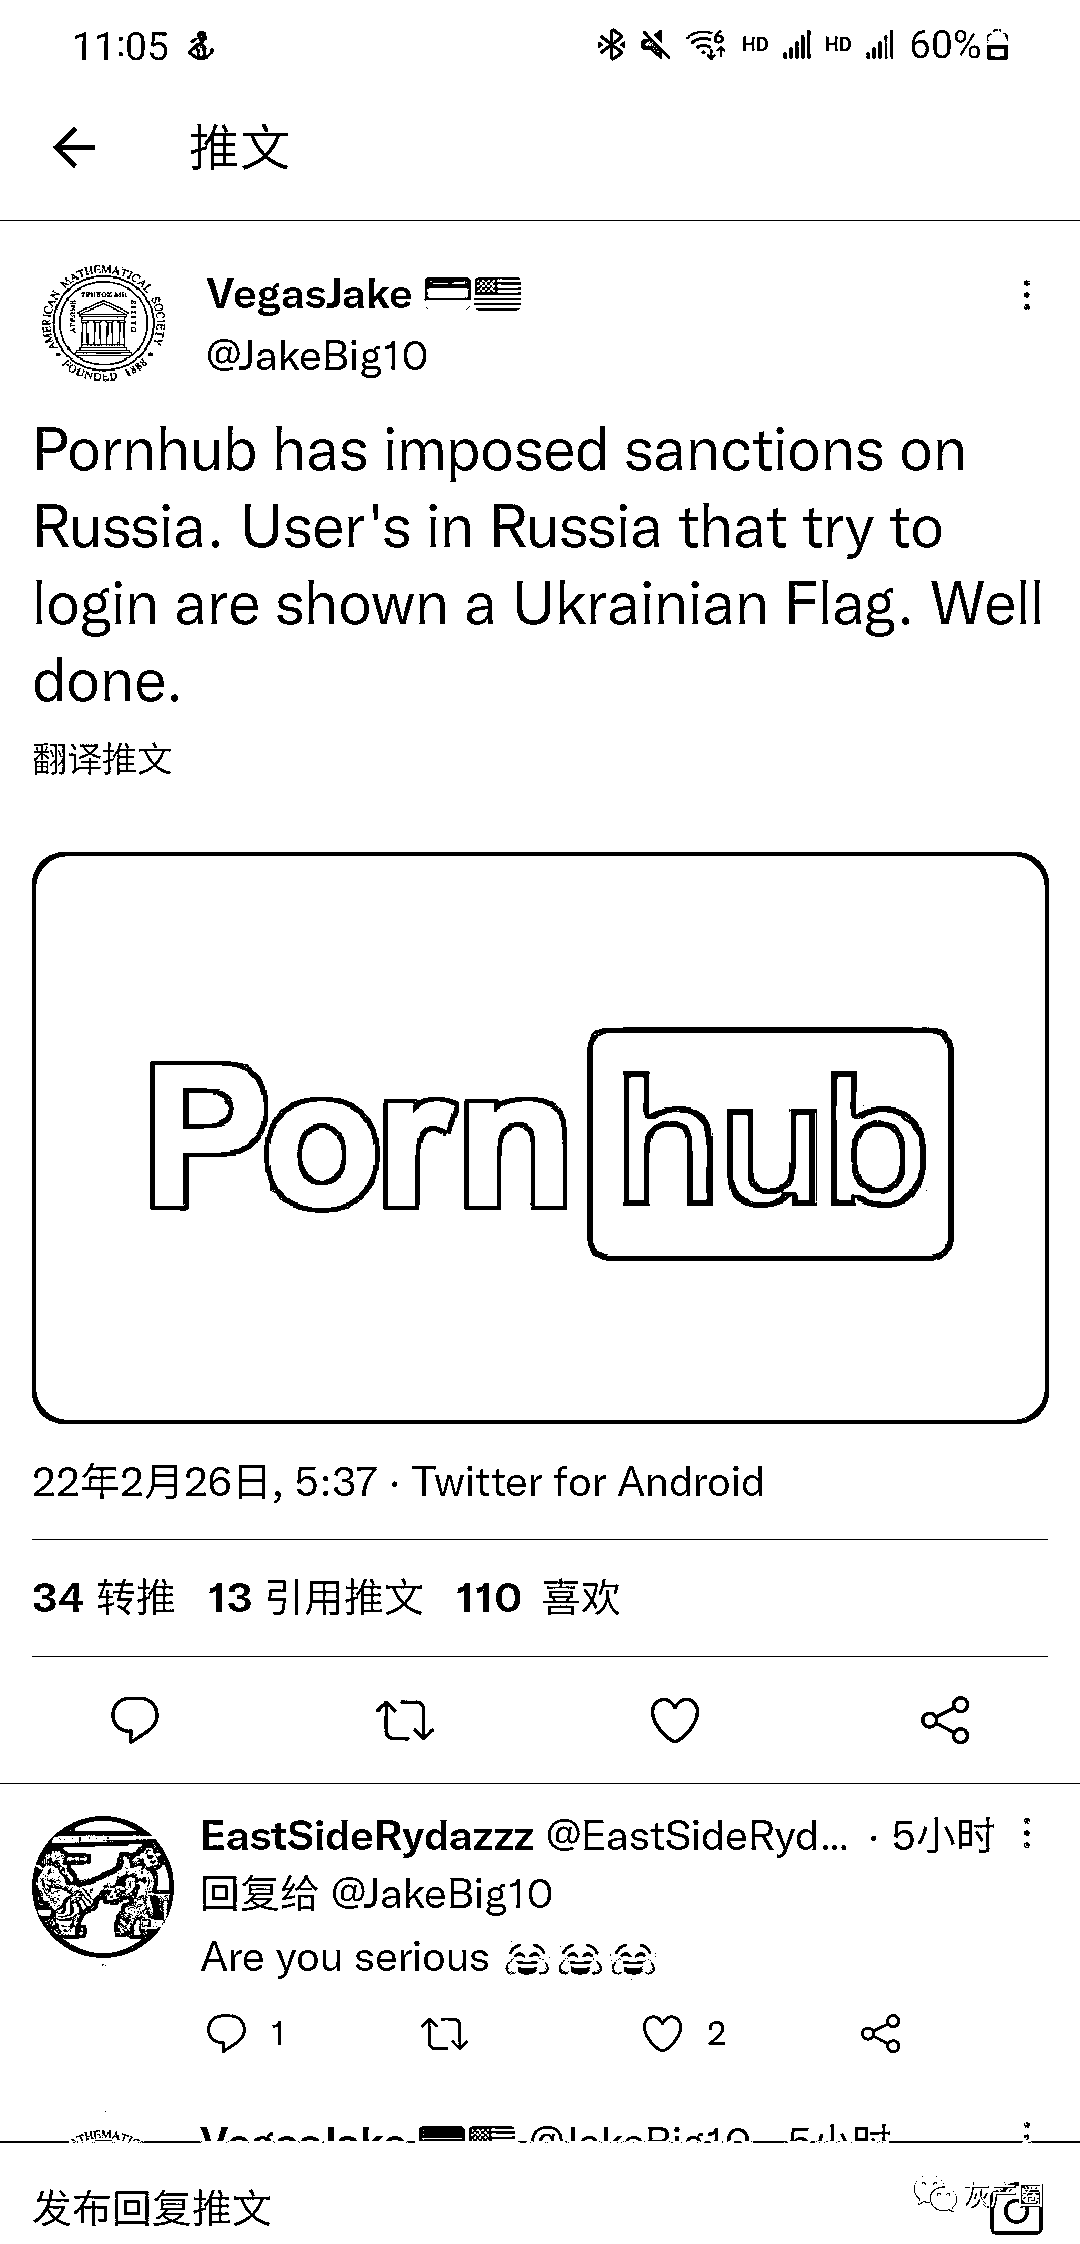 11:05
HD HD 60%
推文
AMERICAN MATHEMATICAL SOCIETY
FOUNDED 1888
VegasJake
@JakeBig10
Pornhub has imposed sanctions on
Russia. User's in Russia that try to
login are shown a Ukrainian Flag. Well
done.
翻译推文
Porn hub
22年2月26日, 5:37 · Twitter for Android
34 转推 13 引用推文 110 喜欢
EastSideRydazzz @EastSideRyd... · 5小时
回复给 @JakeBig10
Are you serious
1 2
VegasJake @JakeBig10 5小时
发布回复推文
灰产圈